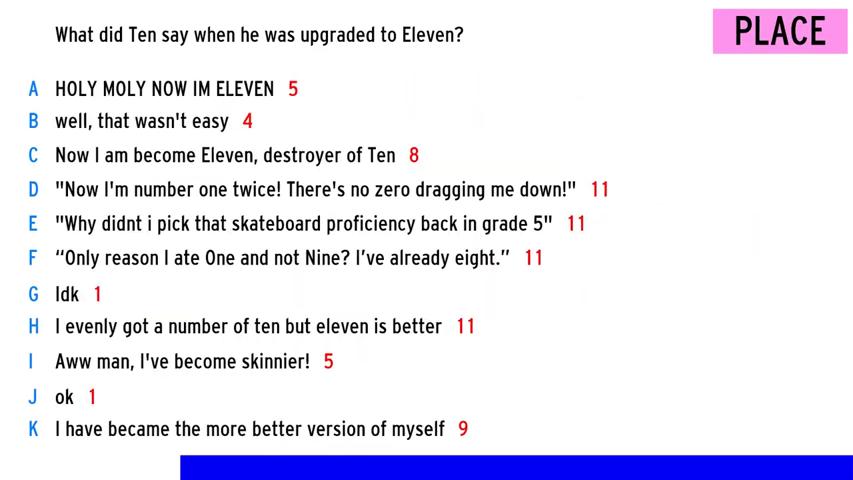 What did Ten say when he was upgraded to Eleven?
PLACE
A HOLY MOLY NOW IM ELEVEN 5
B well, that wasn't easy 4
C Now I am become Eleven, destroyer of Ten 8
D "Now I'm number one twice! There's no zero dragging me down!" 11
E "Why didnt i pick that skateboard proficiency back in grade 5" 11
F “Only reason I ate One and not Nine? I’ve already eight.” 11
G Idk 1
H I evenly got a number of ten but eleven is better 11
I Aww man, I've become skinnier! 5
J ok 1
K I have became the more better version of myself 9